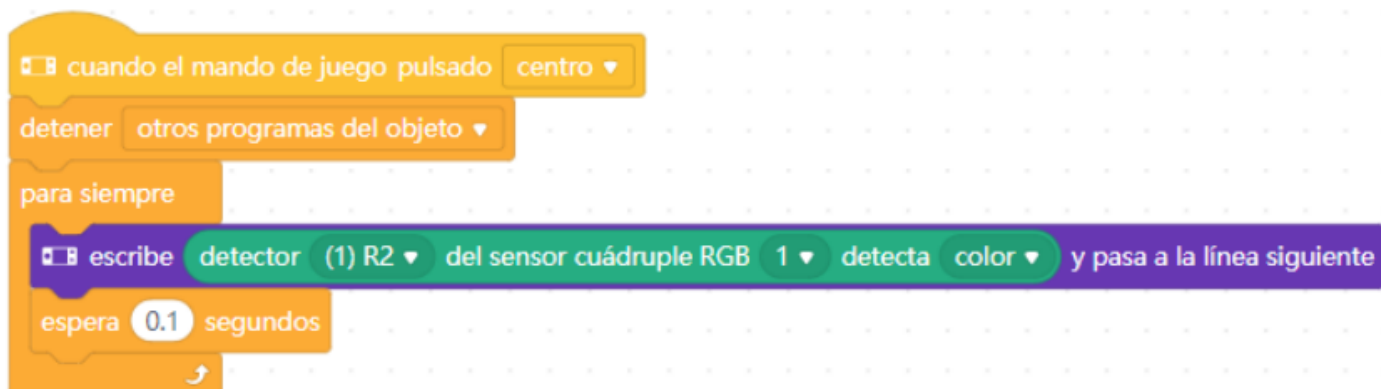 cuando el mando de juego pulsado centro
detener otros programas del objeto
para siempre
escribe detector (1) R2 del sensor cuádruple RGB 1 detecta color y pasa a la línea siguiente
espera 0.1 segundos